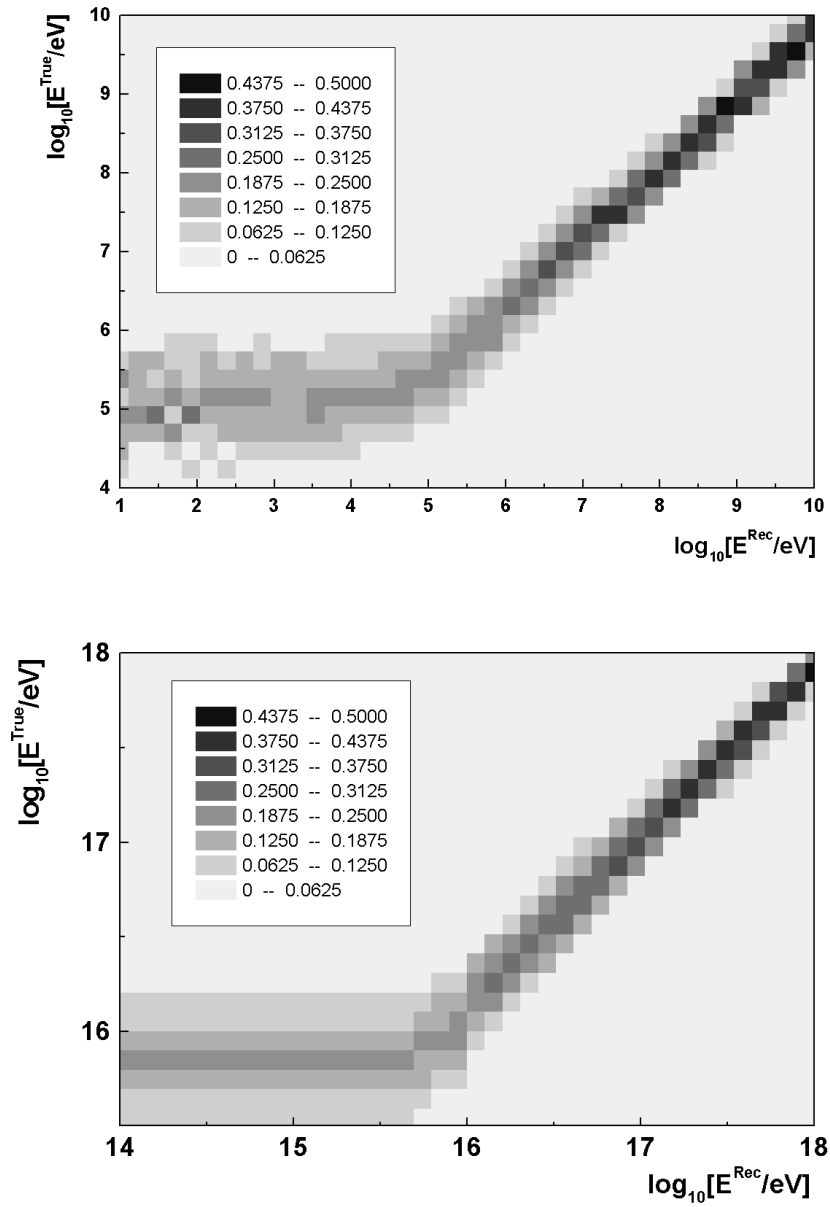 log10[E^True/eV]
10
9
8
7
6
5
4
0.4375 -- 0.5000
0.3750 -- 0.4375
0.3125 -- 0.3750
0.2500 -- 0.3125
0.1875 -- 0.2500
0.1250 -- 0.1875
0.0625 -- 0.1250
0 -- 0.0625
1 2 3 4 5 6 7 8 9 10
log10[E^Rec/eV]
log10[E^True/eV]
18
17
16
0.4375 -- 0.5000
0.3750 -- 0.4375
0.3125 -- 0.3750
0.2500 -- 0.3125
0.1875 -- 0.2500
0.1250 -- 0.1875
0.0625 -- 0.1250
0 -- 0.0625
14 15 16 17 18
log10[E^Rec/eV]